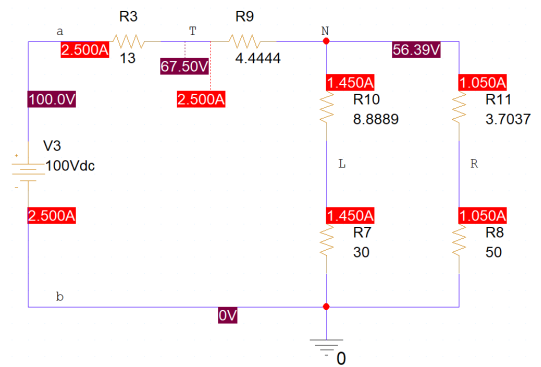 R3
R9
a
T
N
2.500A
13
67.50V
4.4444
56.39V
2.500A
100.0V
1.450A
1.050A
R10
R11
8.8889
3.7037
V3
+
100Vdc
-
L
R
2.500A
1.450A
1.050A
R7
R8
30
50
b
0V
0